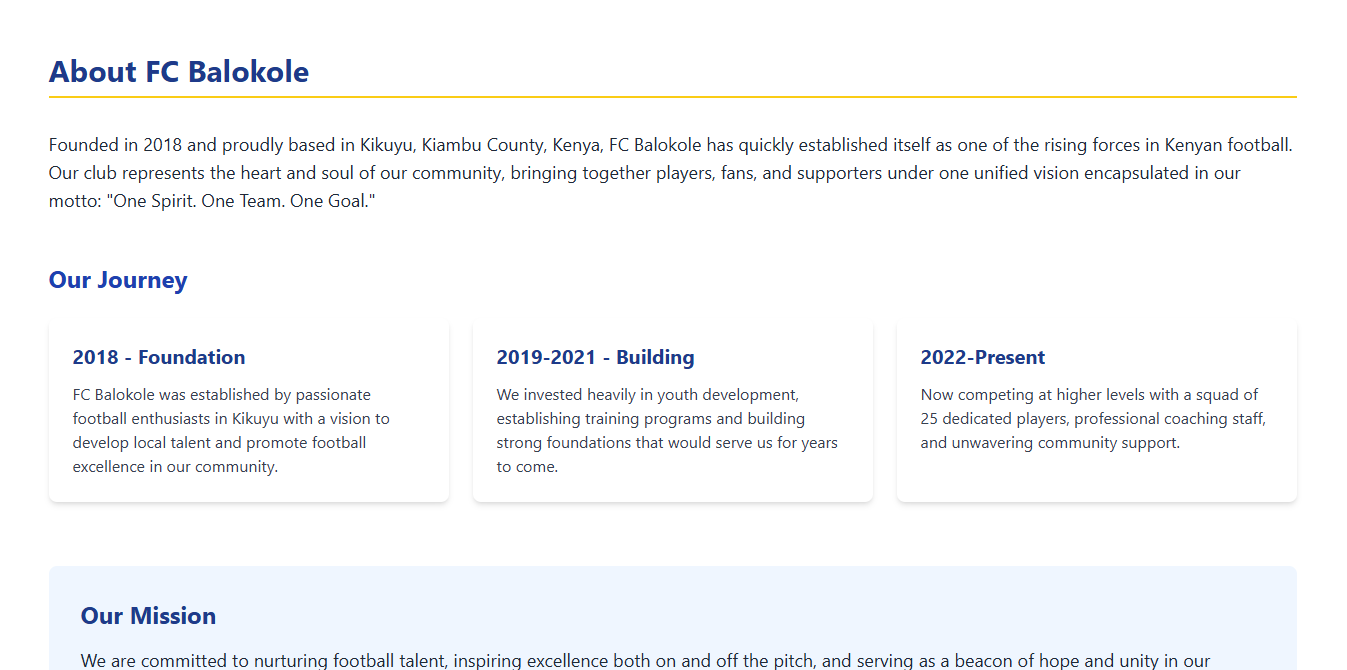 About FC Balokole
Founded in 2018 and proudly based in Kikuyu, Kiambu County, Kenya, FC Balokole has quickly established itself as one of the rising forces in Kenyan football.
Our club represents the heart and soul of our community, bringing together players, fans, and supporters under one unified vision encapsulated in our
motto: "One Spirit. One Team. One Goal."
Our Journey
2018 - Foundation
FC Balokole was established by passionate
football enthusiasts in Kikuyu with a vision to
develop local talent and promote football
excellence in our community.
2019-2021 - Building
We invested heavily in youth development,
establishing training programs and building
strong foundations that would serve us for years
to come.
2022-Present
Now competing at higher levels with a squad of
25 dedicated players, professional coaching staff,
and unwavering community support.
Our Mission
We are committed to nurturing football talent, inspiring excellence both on and off the pitch, and serving as a beacon of hope and unity in our